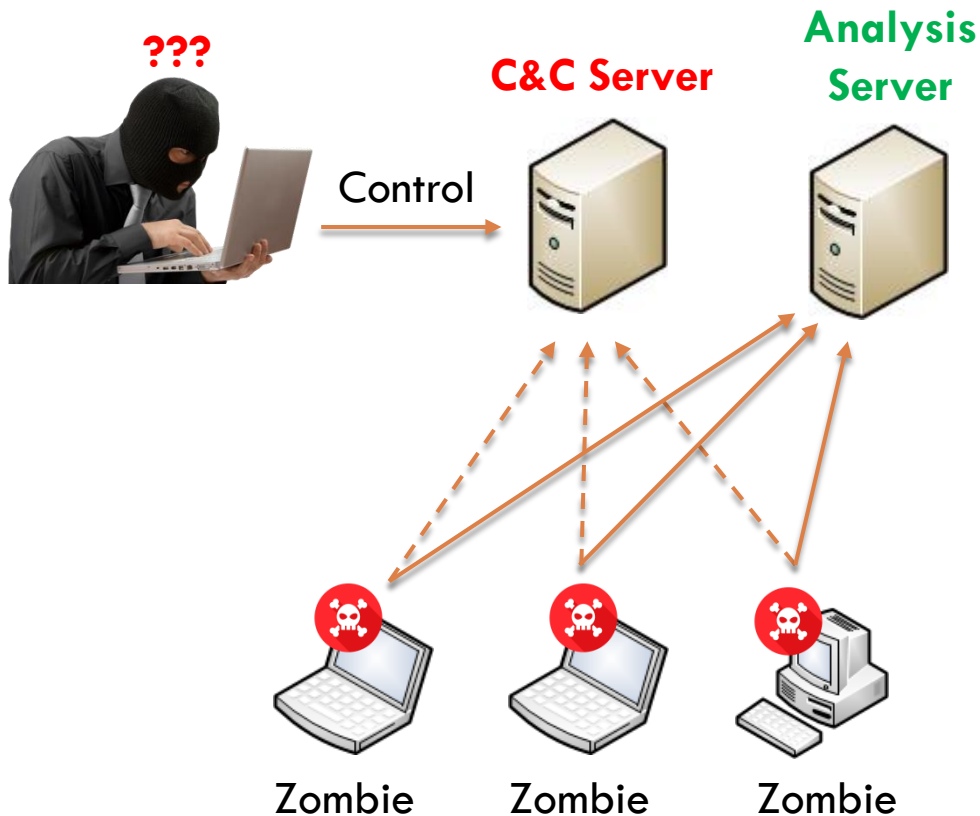 ???
C&C Server
Analysis
Server
Control
Zombie
Zombie
Zombie